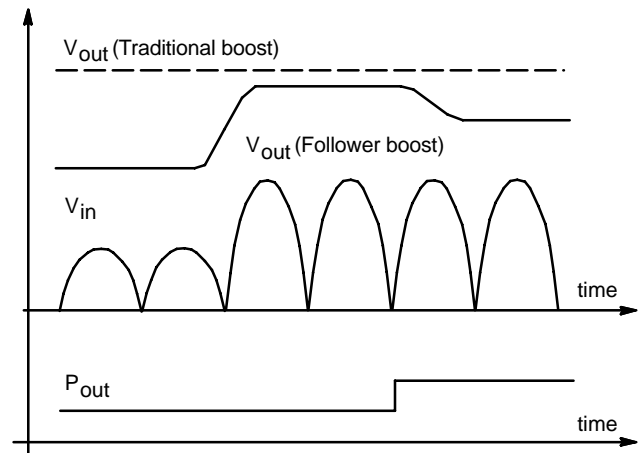 Vout (Traditional boost)
Vout (Follower boost)
Vin
time
Pout
time